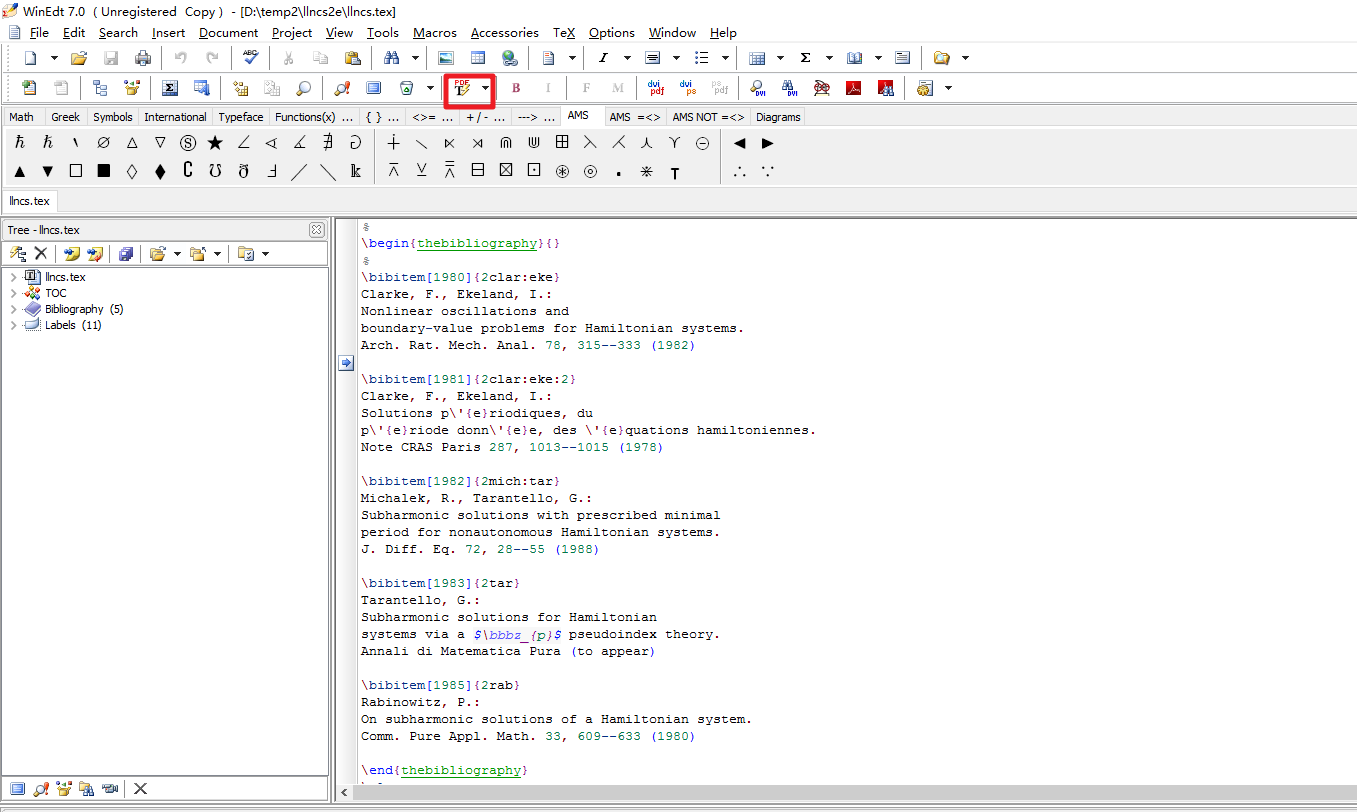 WinEdt 7.0 ( Unregistered Copy ) - [D:\temp2\llncs2e\llncs.tex]
File Edit Search Insert Document Project View Tools Macros Accessories TeX Options Window Help
Math Greek Symbols International Typeface Functions(x) ... { } ... <>= ... + / - ... ---> ... AMS AMS =<> AMS NOT =<> Diagrams
llncs.tex
Tree - llncs.tex
llncs.tex
TOC
Bibliography (5)
Labels (11)
%
\begin{thebibliography}{}
%
\bibitem[1980]{2clar:eke}
Clarke, F., Ekeland, I.:
Nonlinear oscillations and
boundary-value problems for Hamiltonian systems.
Arch. Rat. Mech. Anal. 78, 315--333 (1982)
\bibitem[1981]{2clar:eke:2}
Clarke, F., Ekeland, I.:
Solutions p\'{e}riodiques, du
p\'{e}riode donn\'{e}e, des \'{e}quations hamiltoniennes.
Note CRAS Paris 287, 1013--1015 (1978)
\bibitem[1982]{2mich:tar}
Michalek, R., Tarantello, G.:
Subharmonic solutions with prescribed minimal
period for nonautonomous Hamiltonian systems.
J. Diff. Eq. 72, 28--55 (1988)
\bibitem[1983]{2tar}
Tarantello, G.:
Subharmonic solutions for Hamiltonian
systems via a $\bbbz_{p}$ pseudoindex theory.
Annali di Matematica Pura (to appear)
\bibitem[1985]{2rab}
Rabinowitz, P.:
On subharmonic solutions of a Hamiltonian system.
Comm. Pure Appl. Math. 33, 609--633 (1980)
\end{thebibliography}